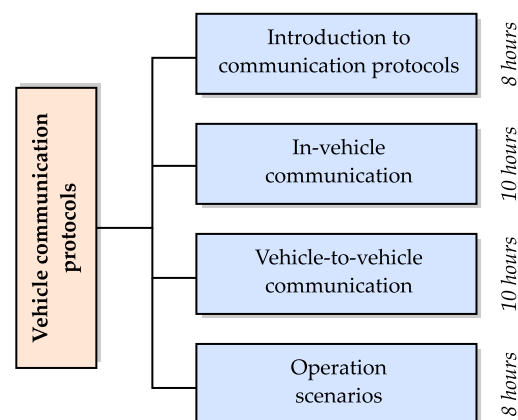 Vehicle communication
protocols
Introduction to
communication protocols
8 hours
In-vehicle
communication
10 hours
Vehicle-to-vehicle
communication
10 hours
Operation
scenarios
8 hours